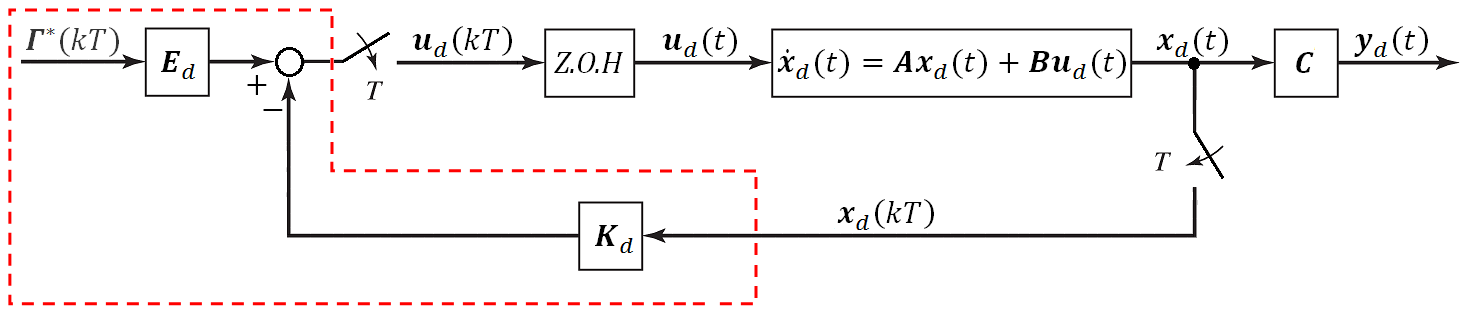 Γ*(kT)
E_d
+
−
T
u_d(kT)
Z.O.H
u_d(t)
ẋ_d(t) = Ax_d(t) + Bu_d(t)
x_d(t)
C
y_d(t)
T
x_d(kT)
K_d